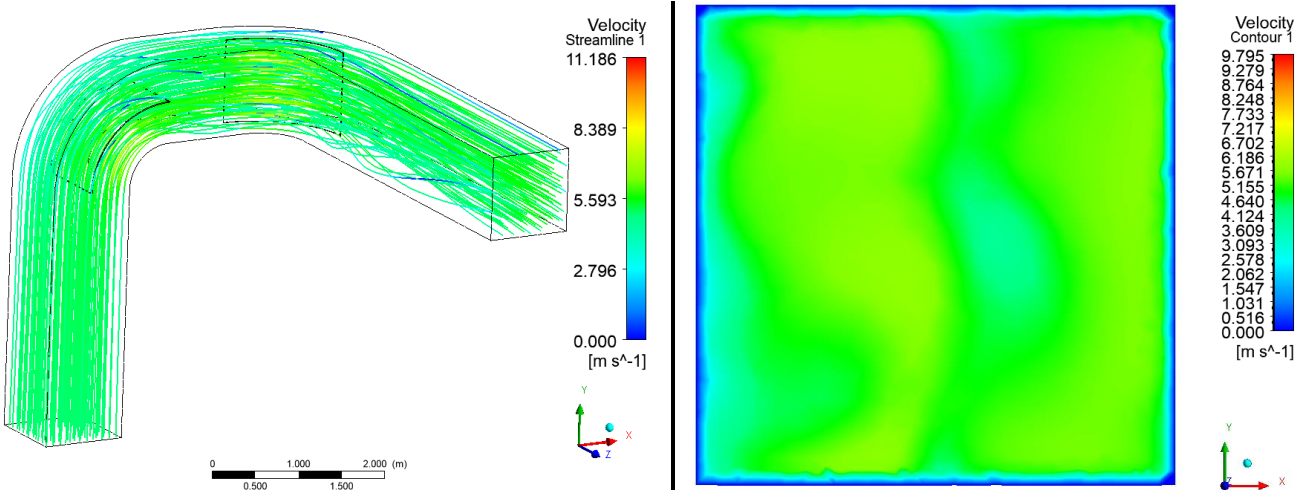 Velocity
Streamline 1
11.186
8.389
5.593
2.796
0.000
[m s^-1]
Y
X
Z
0 1.000 2.000 (m)
0.500 1.500
Velocity
Contour 1
9.795
9.279
8.764
8.248
7.733
7.217
6.702
6.186
5.671
5.155
4.640
4.124
3.609
3.093
2.578
2.062
1.547
1.031
0.516
0.000
[m s^-1]
Y
Z
X